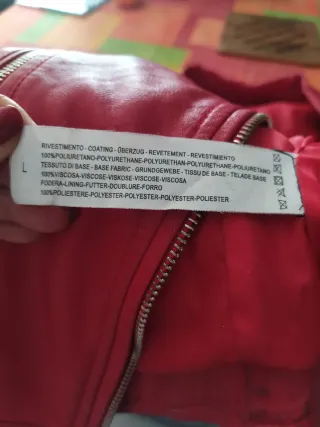 RIVESTIMENTO - COATING - ÜBERZUG - REVETEMENT - REVESTIMIENTO
100%POLIURETANO-POLYURETHANE-POLYURETHAN-POLYURETHANE-POLIURETANO
TESSUTO DI BASE - BASE FABRIC - GRUNDGEWEBE - TISSU DE BASE - TELADE BASE
100%VISCOSA-VISCOSE-VISKOSE-VISCOSE-VISCOSA
FODERA-LINING-FUTTER-DOUBLURE-FORRO
100%POLIESTERE-POLYESTER-POLYESTER-POLYESTER-POLIESTER
L